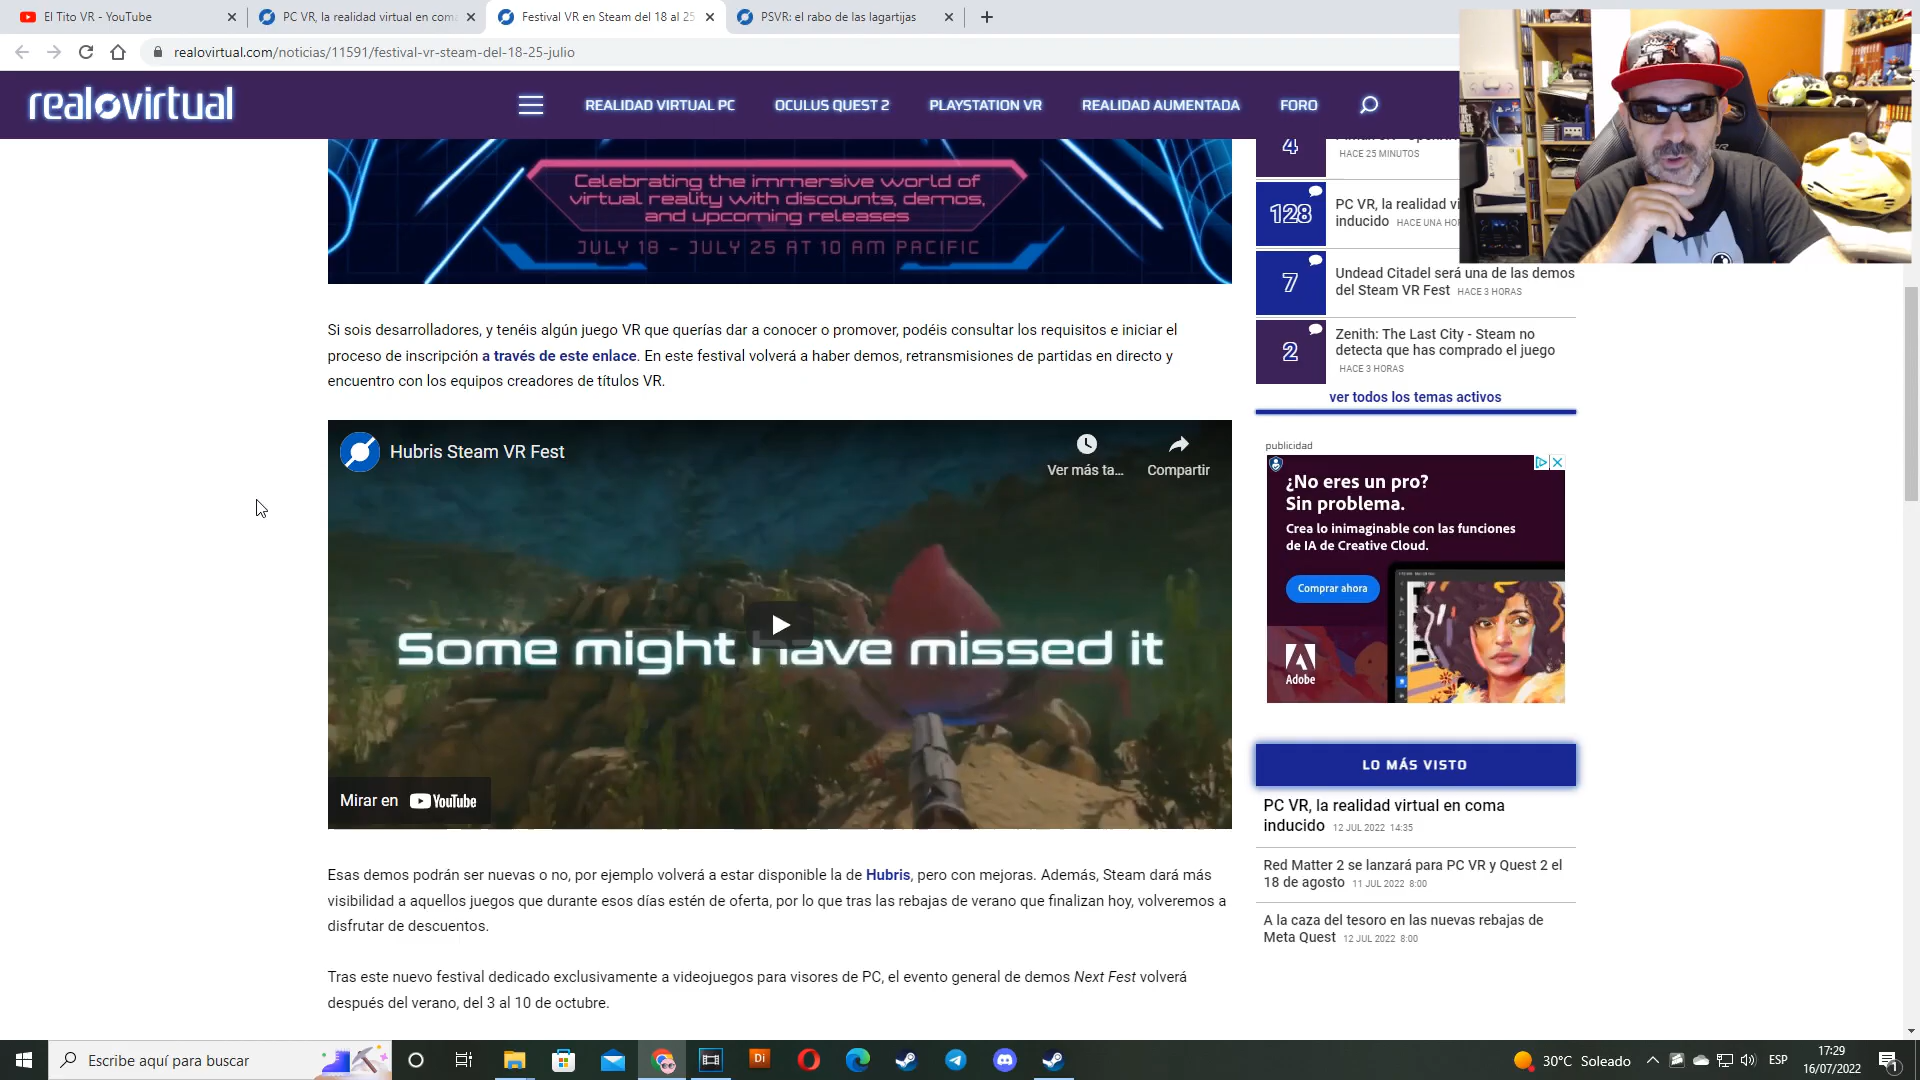 El Tito VR - YouTube
PC VR, la realidad virtual en coma
Festival VR en Steam del 18 al 25
PSVR: el rabo de las lagartijas
realovirtual.com/noticias/11591/festival-vr-steam-del-18-25-julio
realovirtual
REALIDAD VIRTUAL PC
OCULUS QUEST 2
PLAYSTATION VR
REALIDAD AUMENTADA
FORO
Celebrating the immersive world of
virtual reality with discounts, demos,
and upcoming releases
JULY 18 - JULY 25 AT 10 AM PACIFIC
Si sois desarrolladores, y tenéis algún juego VR que querías dar a conocer o promover, podéis consultar los requisitos e iniciar el
proceso de inscripción a través de este enlace. En este festival volverá a haber demos, retransmisiones de partidas en directo y
encuentro con los equipos creadores de títulos VR.
Hubris Steam VR Fest
Ver más ta...
Compartir
Some might have missed it
Mirar en YouTube
Esas demos podrán ser nuevas o no, por ejemplo volverá a estar disponible la de Hubris, pero con mejoras. Además, Steam dará más
visibilidad a aquellos juegos que durante esos días estén de oferta, por lo que tras las rebajas de verano que finalizan hoy, volveremos a
disfrutar de descuentos.
Tras este nuevo festival dedicado exclusivamente a videojuegos para visores de PC, el evento general de demos Next Fest volverá
después del verano, del 3 al 10 de octubre.
4
HACE 25 MINUTOS
128
PC VR, la realidad vi
inducido HACE UNA HO
7
Undead Citadel será una de las demos
del Steam VR Fest HACE 3 HORAS
2
Zenith: The Last City - Steam no
detecta que has comprado el juego
HACE 3 HORAS
ver todos los temas activos
publicidad
¿No eres un pro?
Sin problema.
Crea lo inimaginable con las funciones
de IA de Creative Cloud.
Comprar ahora
Adobe
LO MÁS VISTO
PC VR, la realidad virtual en coma
inducido 12 JUL 2022 14:35
Red Matter 2 se lanzará para PC VR y Quest 2 el
18 de agosto 11 JUL 2022 8:00
A la caza del tesoro en las nuevas rebajas de
Meta Quest 12 JUL 2022 8:00
Escribe aquí para buscar
Di
30°C Soleado
ESP
17:29
16/07/2022
1